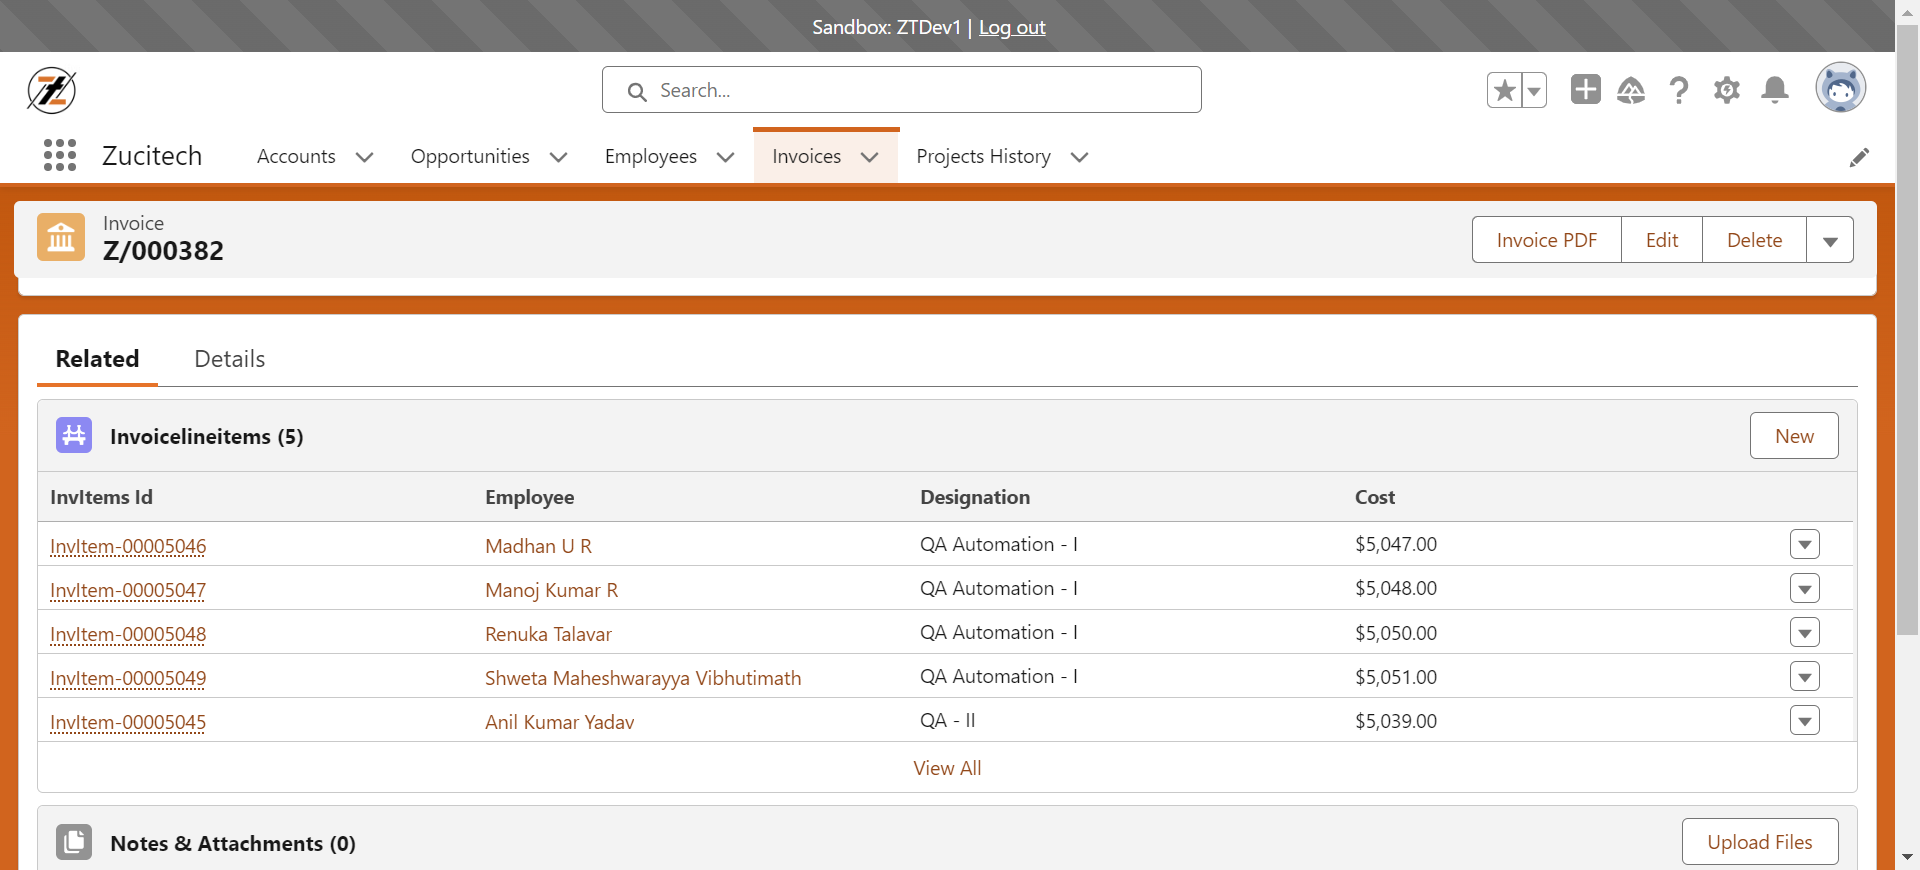 Sandbox: ZTDev1 | Log out
Search...
Zucitech Accounts Opportunities Employees Invoices Projects History
Invoice
Z/000382
Invoice PDF Edit Delete
Related Details
Invoicelineitems (5) New
InvItems Id Employee Designation Cost
InvItem-00005046 Madhan U R QA Automation - I $5,047.00
InvItem-00005047 Manoj Kumar R QA Automation - I $5,048.00
InvItem-00005048 Renuka Talavar QA Automation - I $5,050.00
InvItem-00005049 Shweta Maheshwarayya Vibhutimath QA Automation - I $5,051.00
InvItem-00005045 Anil Kumar Yadav QA - II $5,039.00
View All
Notes & Attachments (0) Upload Files